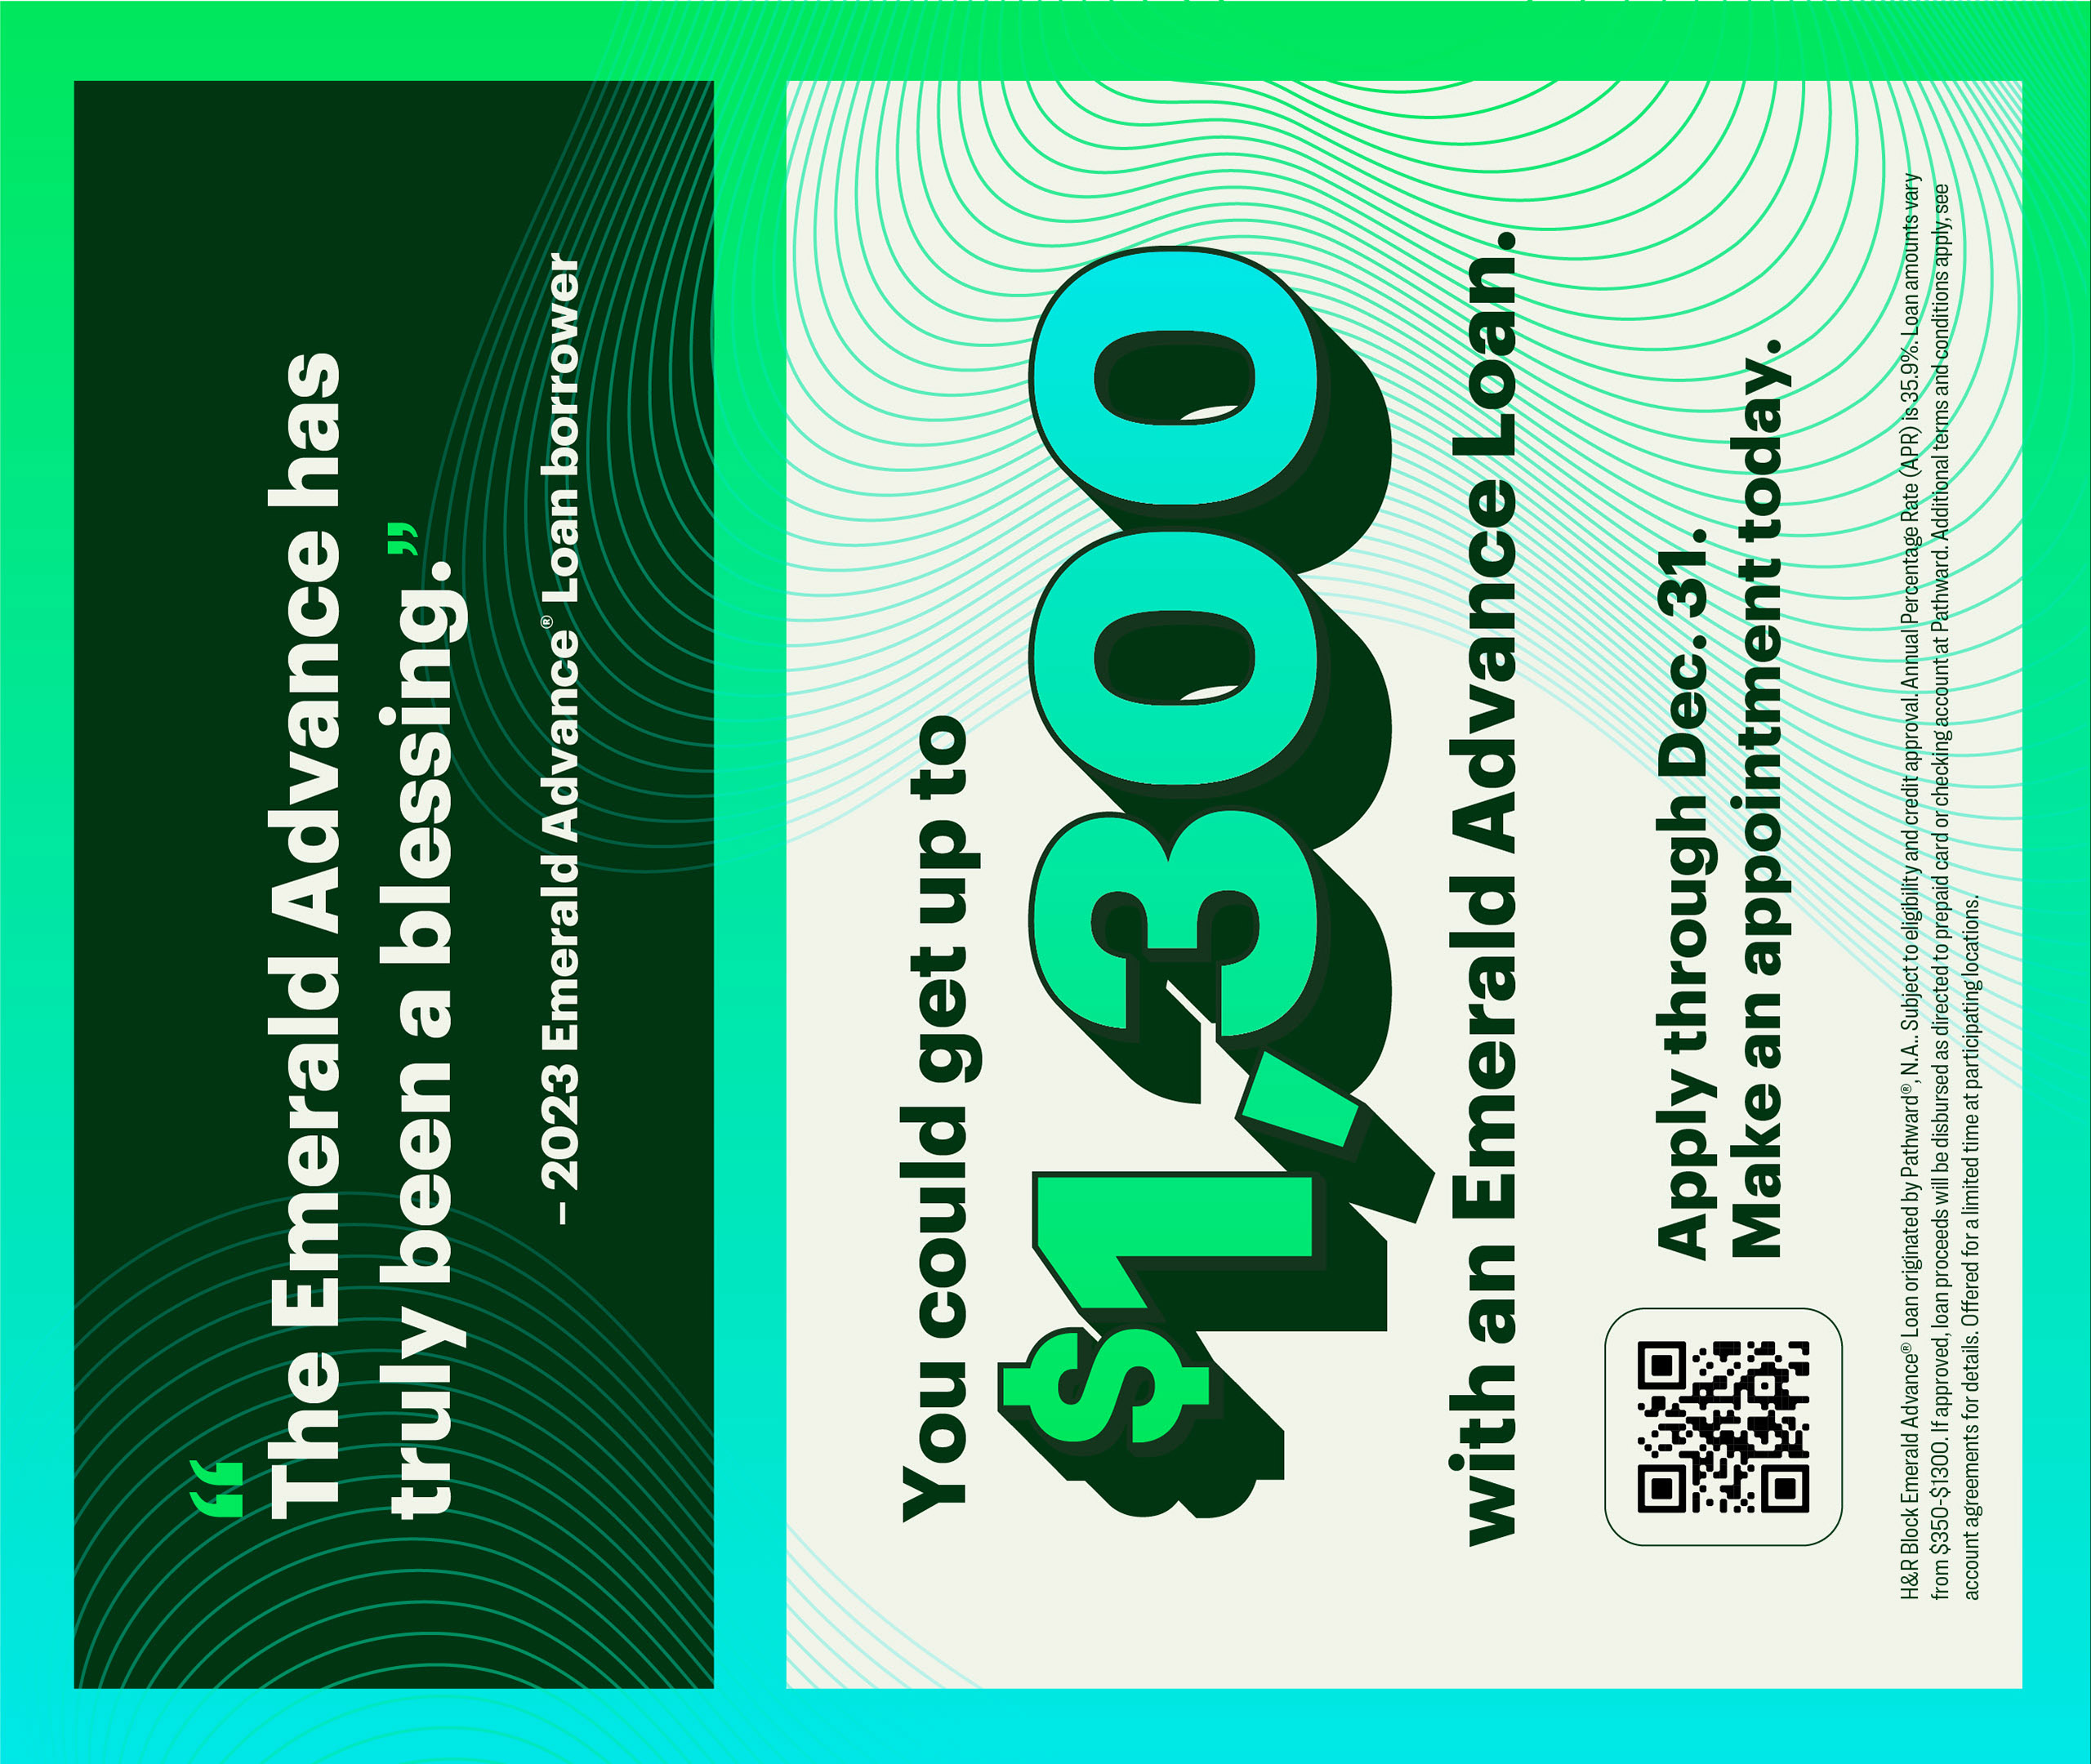 “The Emerald Advance has
truly been a blessing.”
– 2023 Emerald Advance® Loan borrower
You could get up to
$1,300
with an Emerald Advance Loan.
Apply through Dec. 31.
Make an appointment today.
H&R Block Emerald Advance® Loan originated by Pathward®, N.A.. Subject to eligibility and credit approval. Annual Percentage Rate (APR) is 35.9%. Loan amounts vary
from $350-$1300. If approved, loan proceeds will be disbursed as directed to prepaid card or checking account at Pathward. Additional terms and conditions apply, see
account agreements for details. Offered for a limited time at participating locations.